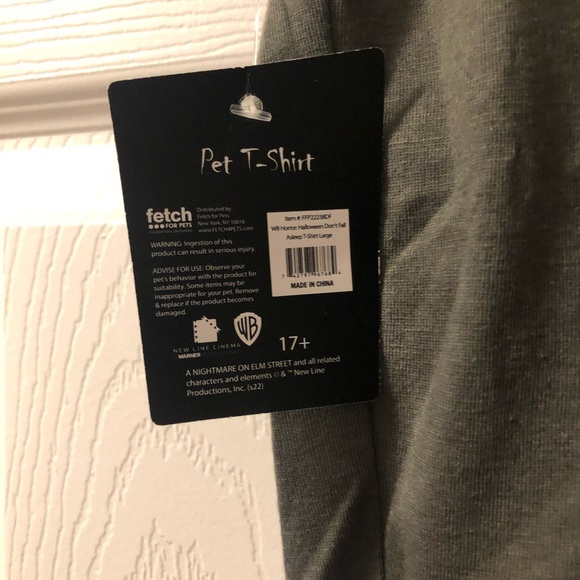 Pet T-Shirt
fetch
FOR PETS
Distributed by:
Fetch for Pets
New York, NY 10018
www.FETCH4PETS.com
Item #: FFP22238DF
WB Horror: Halloween Don't Fall
Asleep T-Shirt Large
MADE IN CHINA
WARNING: Ingestion of this
product can result in serious injury.
ADVISE FOR USE: Observe your
pet's behavior with the product for
suitability. Some items may be
inappropriate for your pet. Remove
& replace if the product becomes
damaged.
NEW LINE CINEMA
WARNER
WB
17+
A NIGHTMARE ON ELM STREET and all related
characters and elements © & ™ New Line
Productions, Inc. (s22)